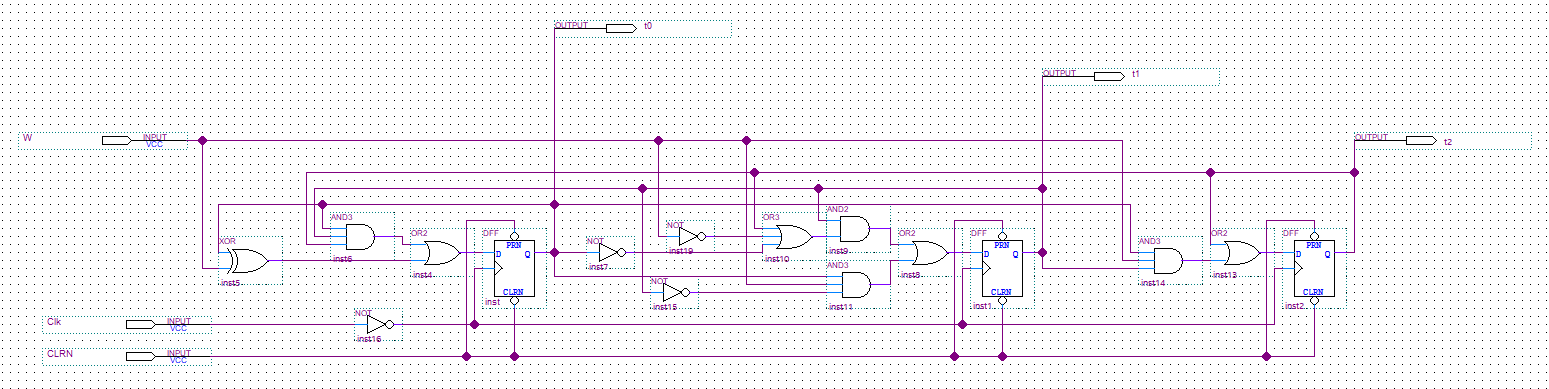 OUTPUT t0
OUTPUT t1
W INPUT VCC
OUTPUT t2
XOR
inst5
AND3
inst6
OR2
inst4
DFF
PRN
D Q
CLRN
inst
NOT
inst7
NOT
inst19
NOT
inst15
OR3
inst10
AND2
inst9
AND3
inst11
OR2
inst8
DFF
PRN
D Q
CLRN
inst1
AND3
inst14
OR2
inst13
DFF
PRN
D Q
CLRN
inst2
Clk INPUT VCC
NOT
inst16
CLRN INPUT VCC